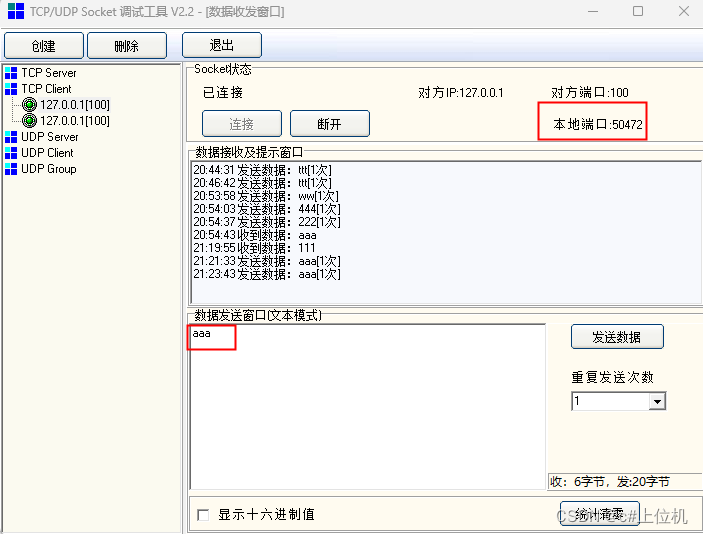 TCP/UDP Socket 调试工具 V2.2 - [数据收发窗口]
创建 删除 退出
TCP Server
TCP Client
127.0.0.1[100]
127.0.0.1[100]
UDP Server
UDP Client
UDP Group
Socket状态
已连接 对方IP:127.0.0.1 对方端口:100
连接 断开 本地端口:50472
数据接收及提示窗口
20:44:31 发送数据：ttt[1次]
20:46:42 发送数据：ttt[1次]
20:53:58 发送数据：ww[1次]
20:54:03 发送数据：444[1次]
20:54:37 发送数据：222[1次]
20:54:43 收到数据：aaa
21:19:55 收到数据：111
21:21:33 发送数据：aaa[1次]
21:23:43 发送数据：aaa[1次]
数据发送窗口(文本模式)
aaa
发送数据
重复发送次数
1
收：6字节，发:20字节
显示十六进制值 统计清零
CSDN @c#上位机